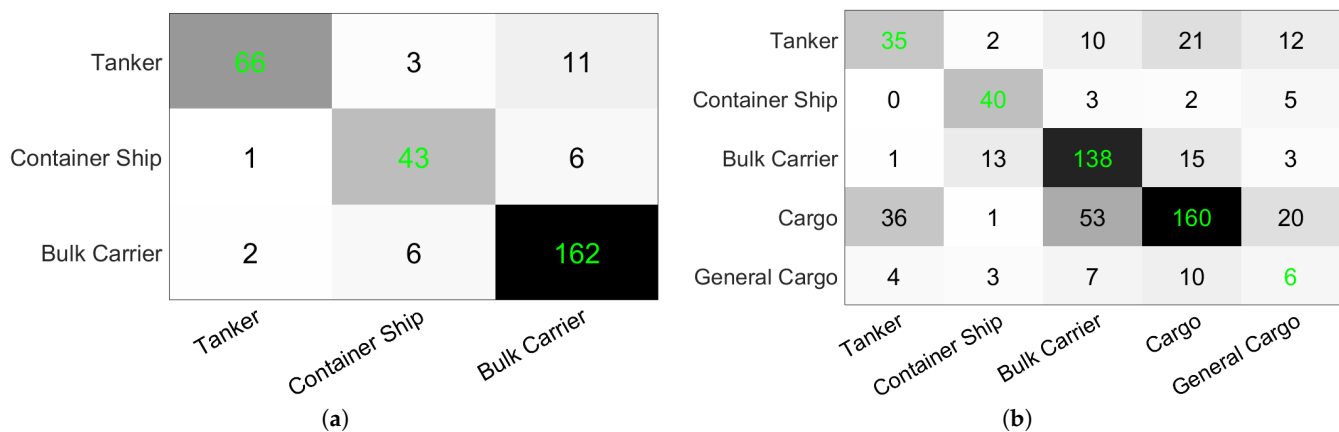 Tanker 66 3 11
Container Ship 1 43 6
Bulk Carrier 2 6 162
Tanker Container Ship Bulk Carrier
(a)
Tanker 35 2 10 21 12
Container Ship 0 40 3 2 5
Bulk Carrier 1 13 138 15 3
Cargo 36 1 53 160 20
General Cargo 4 3 7 10 6
Tanker Container Ship Bulk Carrier Cargo General Cargo
(b)